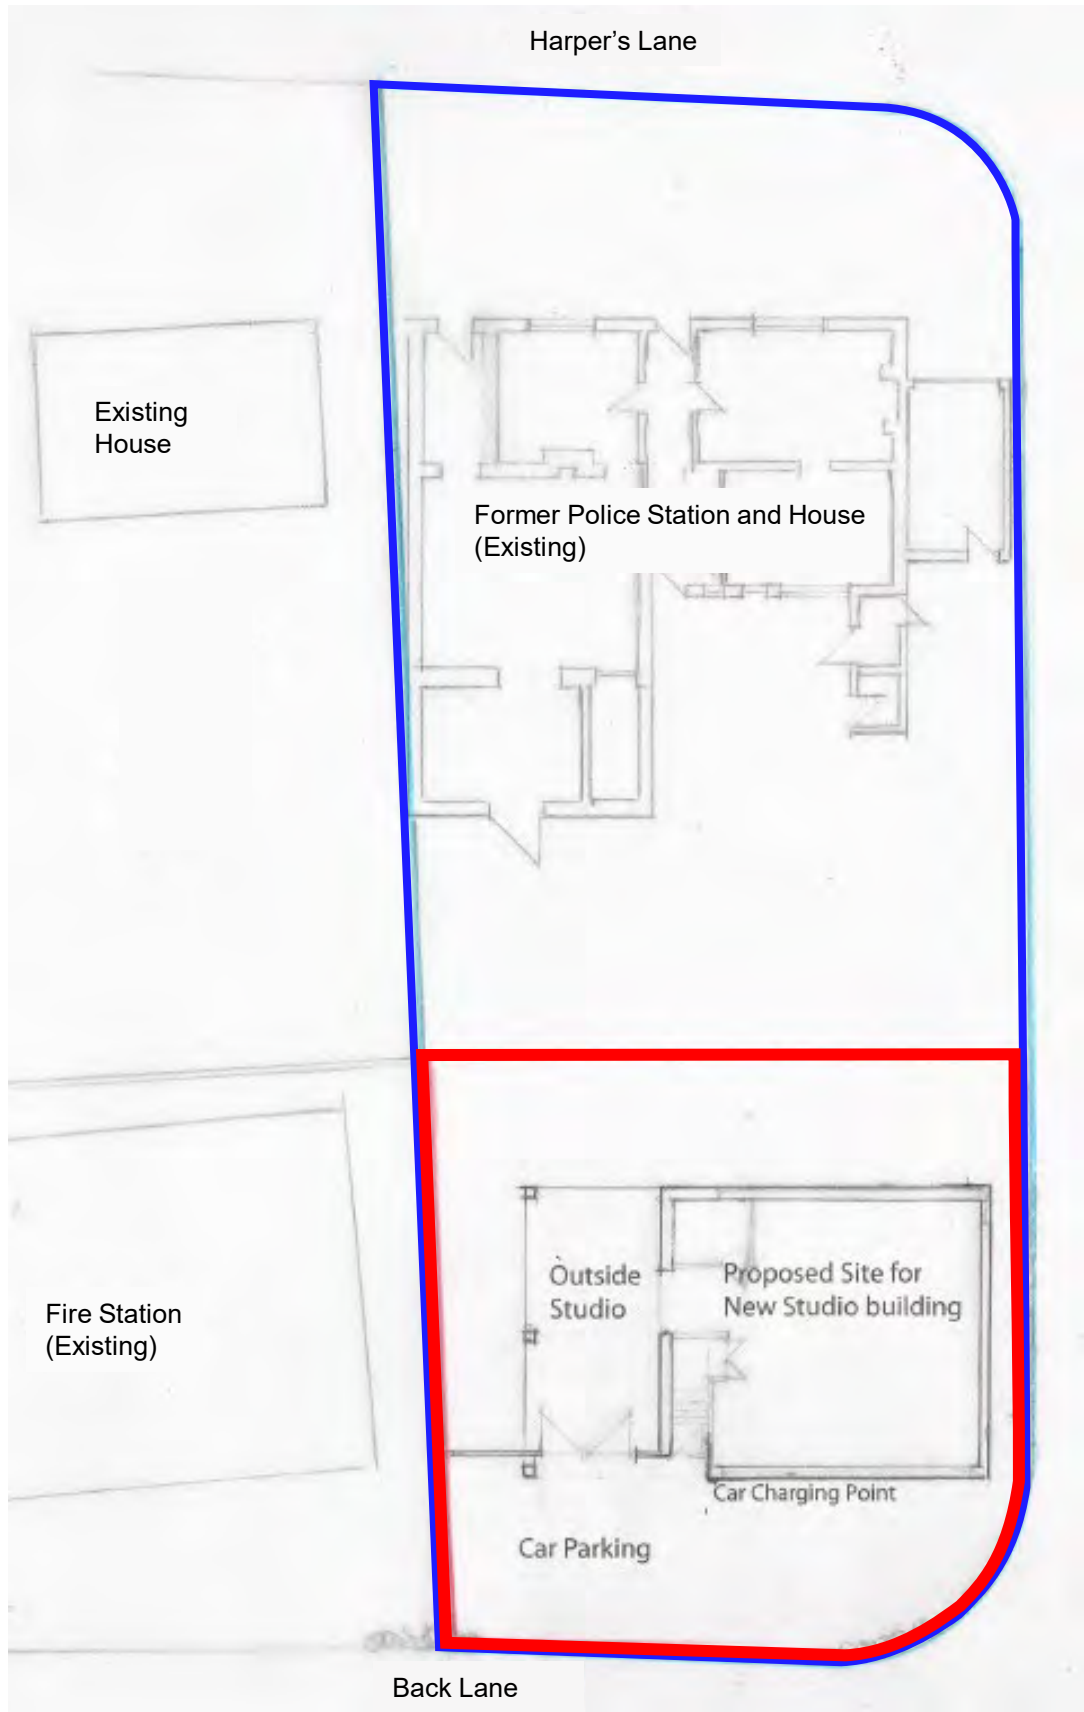 Harper’s Lane
Existing
House
Former Police Station and House
(Existing)
Outside
Studio
Proposed Site for
New Studio building
Fire Station
(Existing)
Car Charging Point
Car Parking
Back Lane